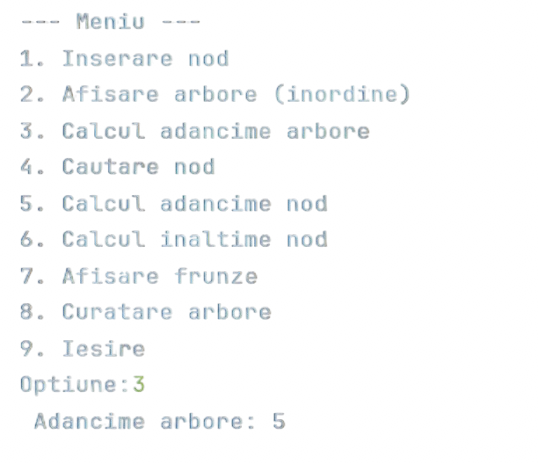 --- Meniu ---
1. Inserare nod
2. Afisare arbore (inordine)
3. Calcul adancime arbore
4. Cautare nod
5. Calcul adancime nod
6. Calcul inaltime nod
7. Afisare frunze
8. Curatare arbore
9. Iesire
Optiune:3
 Adancime arbore: 5